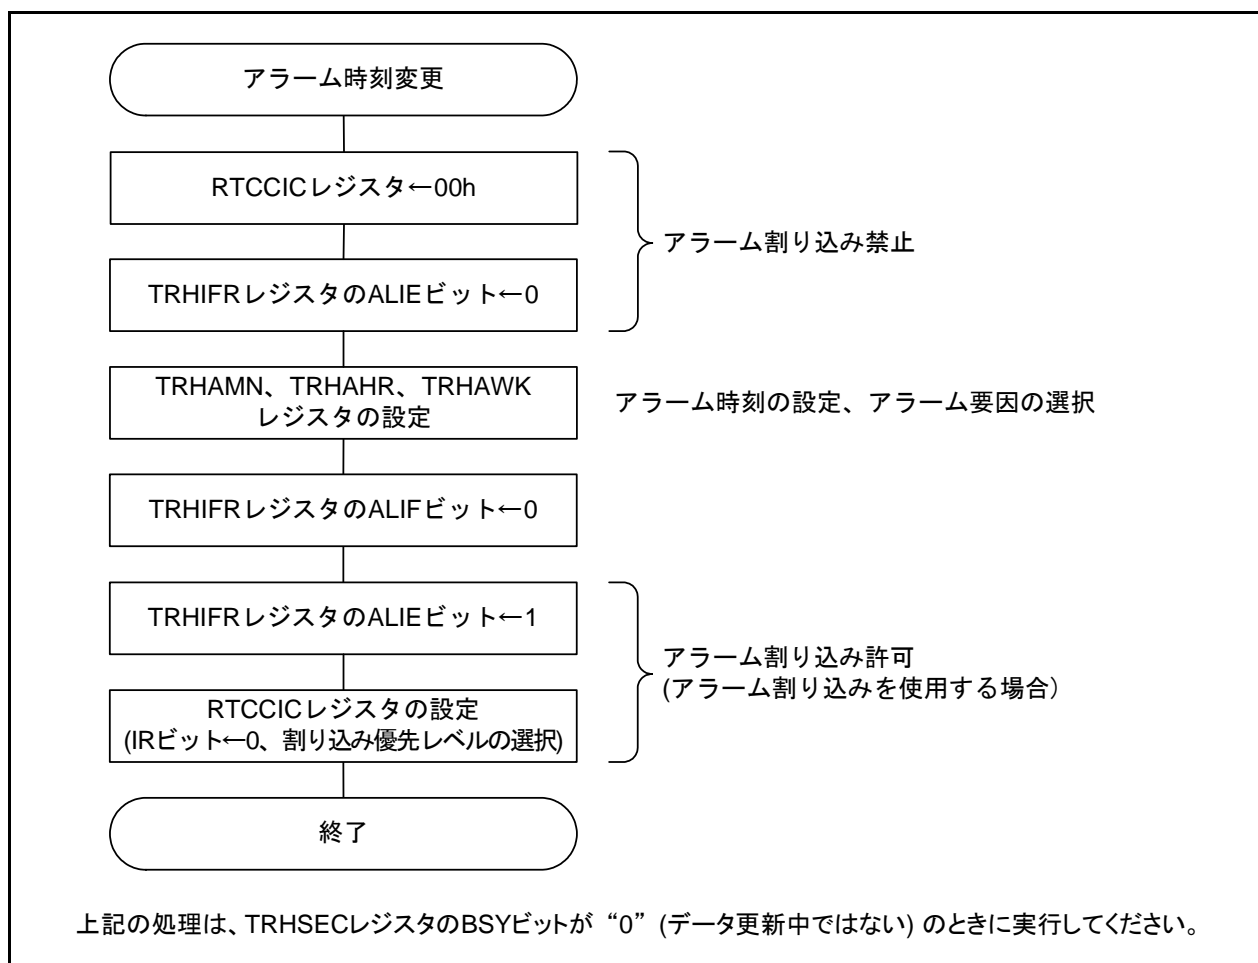 アラーム時刻変更
RTCCICレジスタ←00h
TRHIFRレジスタのALIEビット←0
アラーム割り込み禁止
TRHAMN、TRHAHR、TRHAWK
レジスタの設定
アラーム時刻の設定、アラーム要因の選択
TRHIFRレジスタのALIFビット←0
TRHIFRレジスタのALIEビット←1
RTCCICレジスタの設定
(IRビット←0、割り込み優先レベルの選択)
アラーム割り込み許可
(アラーム割り込みを使用する場合)
終了
上記の処理は、TRHSECレジスタのBSYビットが“0”(データ更新中ではない) のときに実行してください。